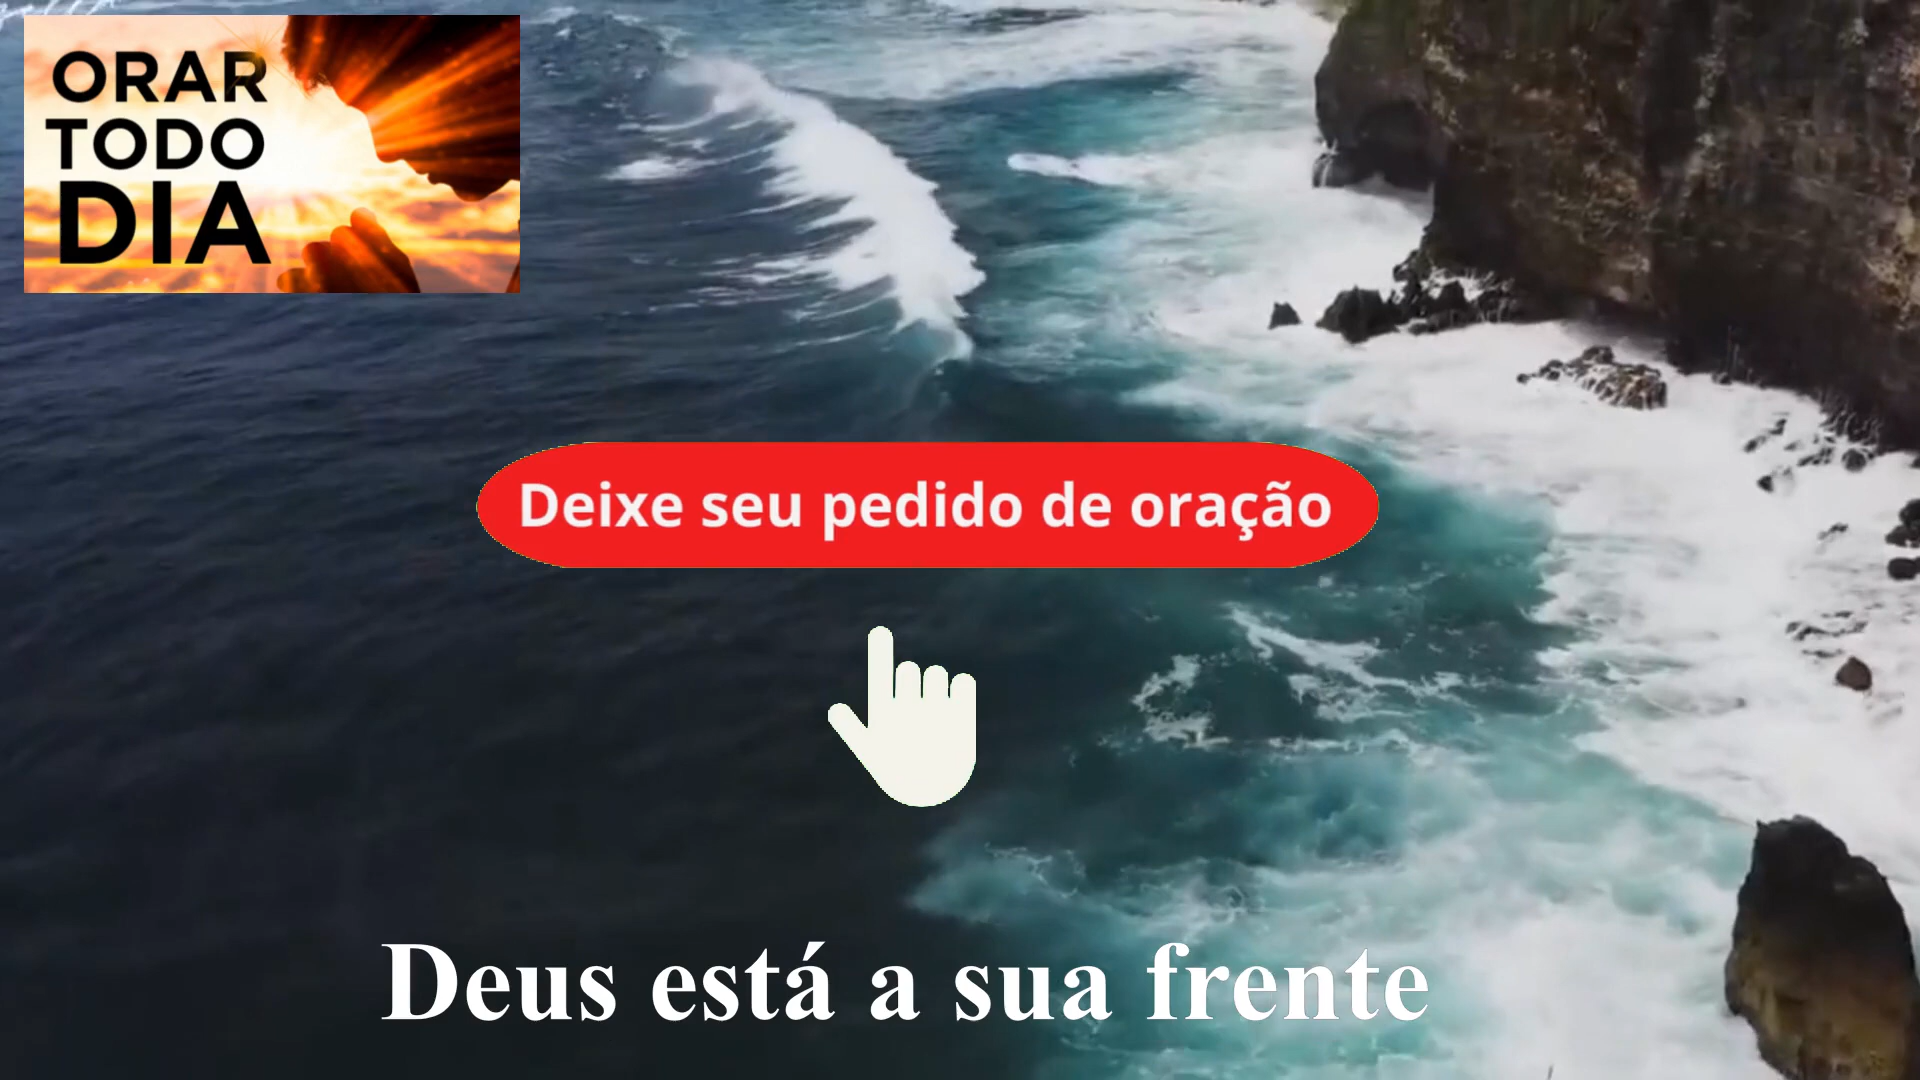 ORAR
TODO
DIA
Deixe seu pedido de oração
Deus está a sua frente